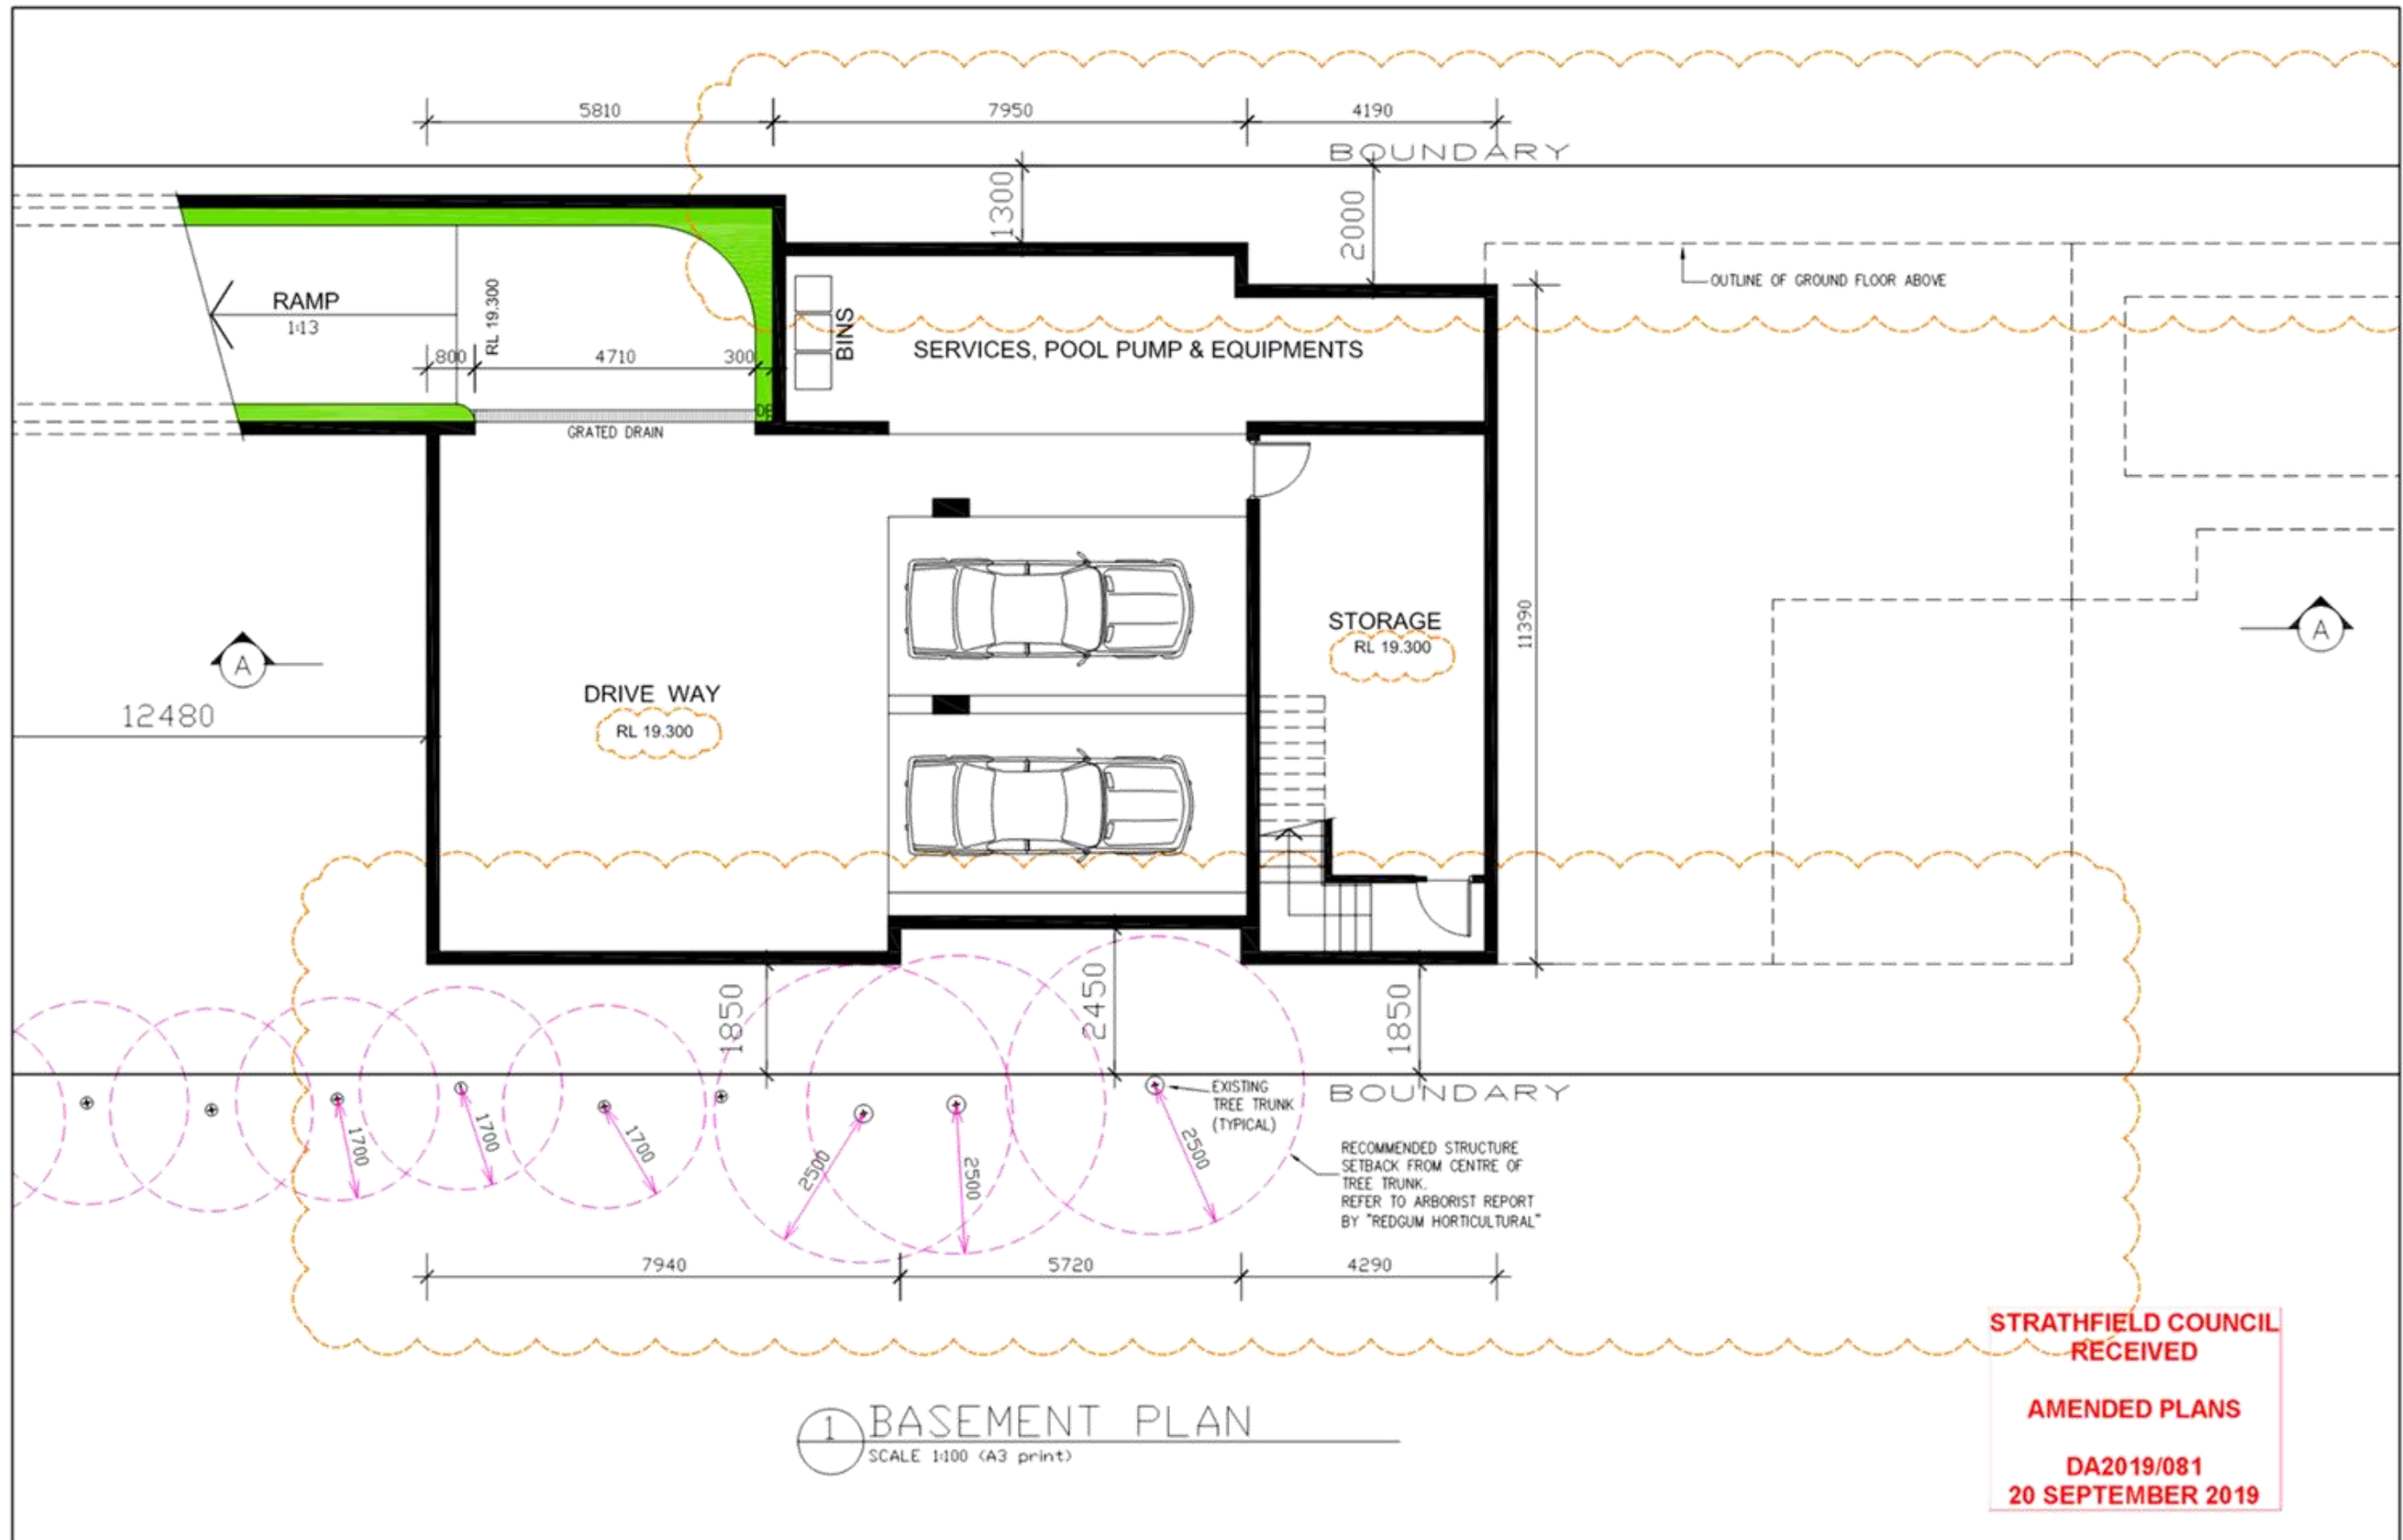 5810
7950
4190
BOUNDARY
1300
2000
OUTLINE OF GROUND FLOOR ABOVE
RAMP
1:13
RL 19.300
BINS
SERVICES, POOL PUMP & EQUIPMENTS
800
4710
300
DP
GRATED DRAIN
STORAGE
RL 19.300
11390
A
A
DRIVE WAY
RL 19.300
12480
1850
2450
1850
EXISTING
TREE TRUNK
(TYPICAL)
BOUNDARY
1700
1700
1700
2500
2500
2500
RECOMMENDED STRUCTURE
SETBACK FROM CENTRE OF
TREE TRUNK.
REFER TO ARBORIST REPORT
BY "REDGUM HORTICULTURAL"
7940
5720
4290
1 BASEMENT PLAN
SCALE 1:100 (A3 print)
STRATHFIELD COUNCIL
RECEIVED
AMENDED PLANS
DA2019/081
20 SEPTEMBER 2019